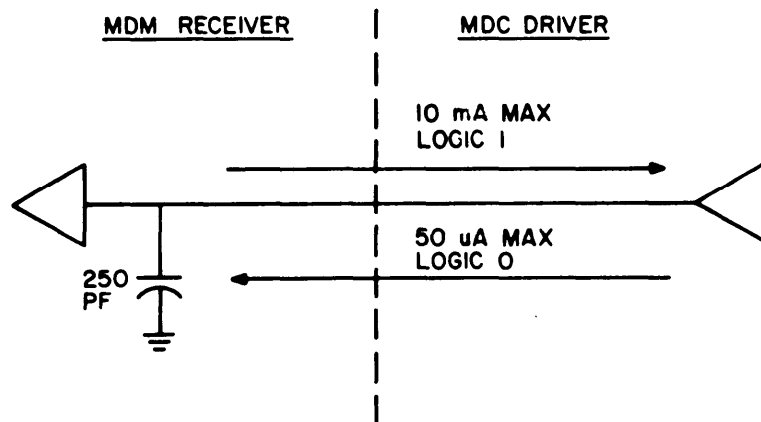 MDM RECEIVER
MDC DRIVER
10 mA MAX
LOGIC 1
50 uA MAX
LOGIC 0
250
PF